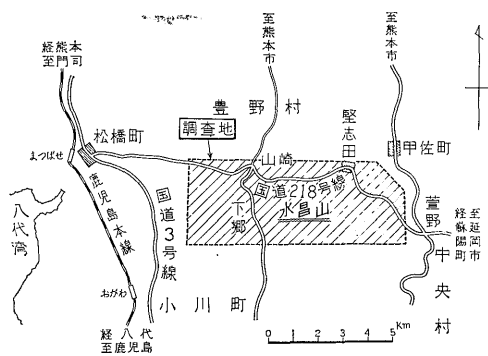 経熊本
至門司
至熊本市
至熊本市
豊野村
調査地
松橋町
まつばせ
山崎
堅志田
甲佐町
国道218号線
水昌山
下郷
萱野
経蘇陽町
至延岡市
中央村
八代湾
鹿児島本線
国道3号線
おがわ
小川町
経八代
至鹿児島
0 1 2 3 4 5 Km